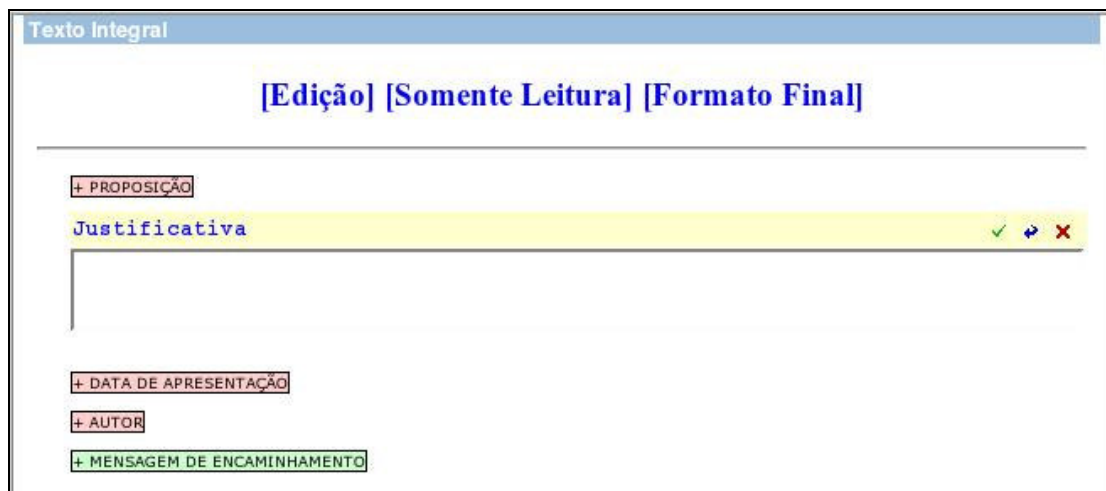 Texto Integral
[Edição] [Somente Leitura] [Formato Final]
+ PROPOSIÇÃO
Justificativa
+ DATA DE APRESENTAÇÃO
+ AUTOR
+ MENSAGEM DE ENCAMINHAMENTO